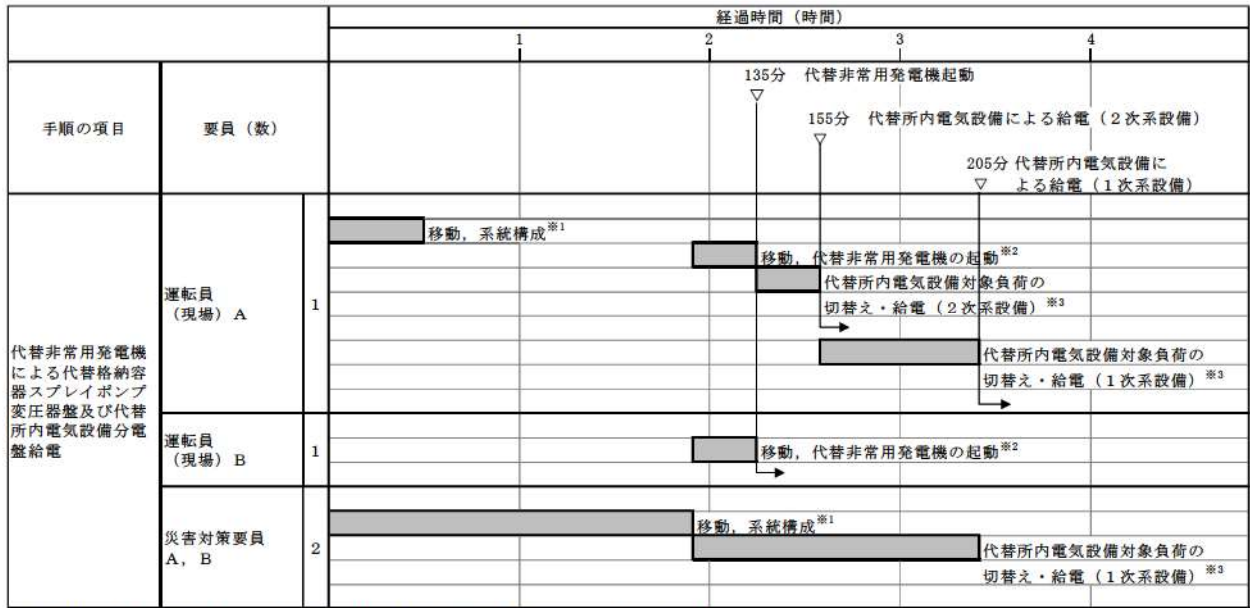 経過時間（時間）
1
2
3
4
手順の項目
要員（数）
135分　代替非常用発電機起動
▽
155分　代替所内電気設備による給電（２次系設備）
▽
205分 代替所内電気設備に
▽　よる給電（１次系設備）
代替非常用発電機
による代替格納容
器スプレイポンプ
変圧器盤及び代替
所内電気設備分電
盤給電
運転員
（現場）Ａ
1
移動，系統構成※1
移動，代替非常用発電機の起動※2
代替所内電気設備対象負荷の
切替え・給電（２次系設備）※3
代替所内電気設備対象負荷の
切替え・給電（１次系設備）※3
運転員
（現場）Ｂ
1
移動，代替非常用発電機の起動※2
災害対策要員
Ａ，Ｂ
2
移動，系統構成※1
代替所内電気設備対象負荷の
切替え・給電（１次系設備）※3